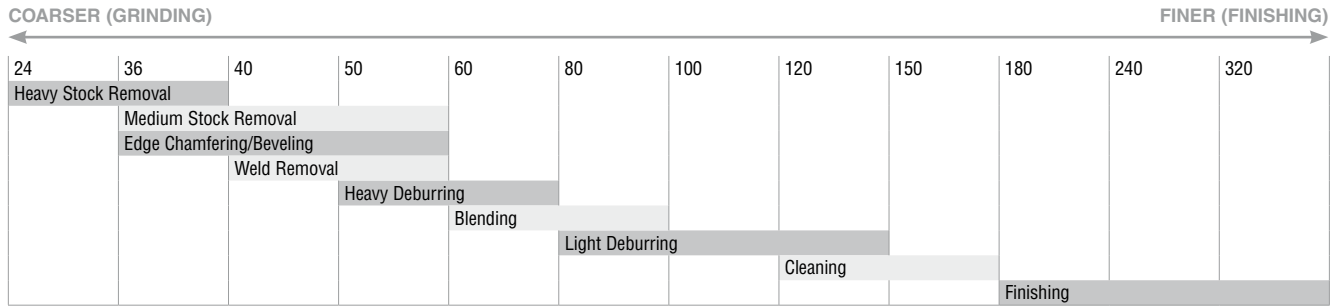 COARSER (GRINDING) FINER (FINISHING)
24 36 40 50 60 80 100 120 150 180 240 320
Heavy Stock Removal
Medium Stock Removal
Edge Chamfering/Beveling
Weld Removal
Heavy Deburring
Blending
Light Deburring
Cleaning
Finishing